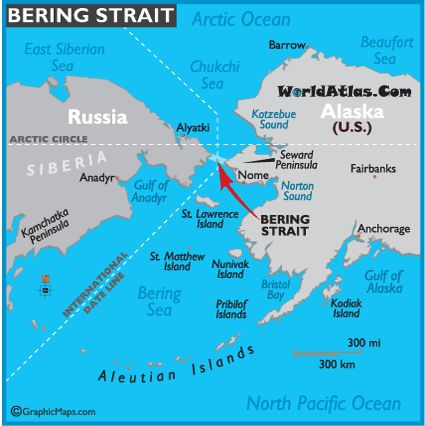 BERING STRAIT
Arctic Ocean
East Siberian
Sea
Chukchi
Sea
Barrow
Beaufort
Sea
WorldAtlas.Com
Russia
Alyatki
Kotzebue
Sound
Alaska
(U.S.)
ARCTIC CIRCLE
SIBERIA
Anadyr
Gulf of
Anadyr
Seward
Peninsula
Nome
Fairbanks
Norton
Sound
St. Lawrence
Island
BERING
STRAIT
Kamchatka
Peninsula
Anchorage
St. Matthew
Island
Nunivak
Island
INTERNATIONAL
DATE LINE
Bering
Sea
Pribilof
Islands
Bristol
Bay
Kodiak
Island
Gulf of
Alaska
Aleutian Islands
300 mi
300 km
North Pacific Ocean
©GraphicMaps.com